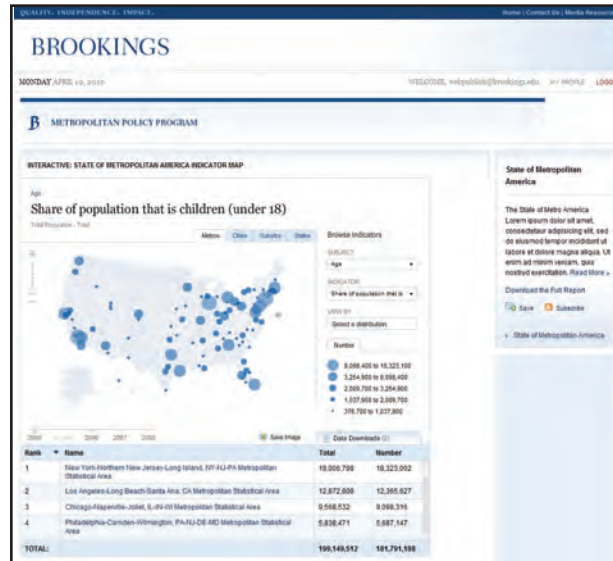 QUALITY. INDEPENDENCE. IMPACT.
Home | Contact Us | Media Resource
BROOKINGS
MONDAY APRIL 19, 2010
WELCOME, webpublish@brookings.edu MY PROFILE LOGO
B METROPOLITAN POLICY PROGRAM
INTERACTIVE: STATE OF METROPOLITAN AMERICA INDICATOR MAP
Age
Share of population that is children (under 18)
Total Population - Total
Metros Cities Suburbs States
Browse Indicators
SUBJECT
Age
INDICATOR
Share of population that is
VIEW BY
Select a distribution
Number
9,098,400 to 18,323,100
3,254,900 to 9,098,400
2,009,700 to 3,254,900
1,037,900 to 2,009,700
378,700 to 1,037,900
2006 2007 2008
Save Image
Data Downloads (2)
Rank Name Total Number
1 New York-Northern New Jersey-Long Island, NY-NJ-PA Metropolitan
Statistical Area
19,006,798 18,323,002
2 Los Angeles-Long Beach-Santa Ana, CA Metropolitan Statistical Area 12,872,808 12,365,627
3 Chicago-Naperville-Joliet, IL-IN-WI Metropolitan Statistical Area 9,569,532 9,098,316
4 Philadelphia-Camden-Wilmington, PA-NJ-DE-MD Metropolitan Statistical
Area
5,838,471 5,687,147
TOTAL: 199,149,512 181,791,188
State of Metropolitan
America
The State of Metro America
Lorem ipsum dolor sit amet,
consectetaur adipisicing elit, sed
do eiusmod tempor incididunt ut
labore et dolore magna aliqua. Ut
enim ad minim veniam, quis
nostrud exercitation. Read More »
Download the Full Report
Save Subscribe
State of Metropolitan America